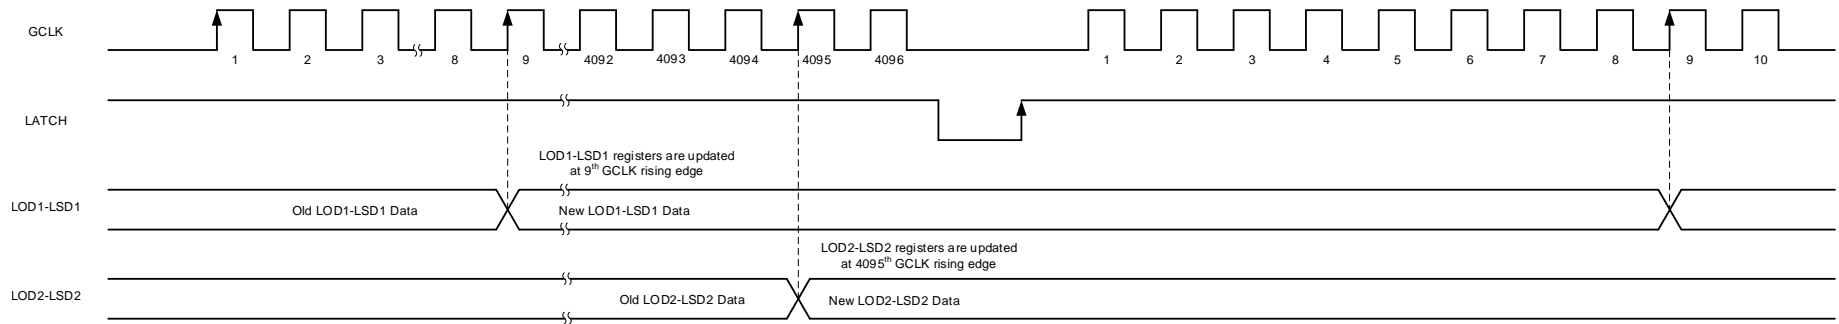 GCLK
1 2 3 8 9 4092 4093 4094 4095 4096 1 2 3 4 5 6 7 8 9 10
LATCH
LOD1-LSD1 registers are updated
at 9th GCLK rising edge
LOD1-LSD1
Old LOD1-LSD1 Data New LOD1-LSD1 Data
LOD2-LSD2 registers are updated
at 4095th GCLK rising edge
LOD2-LSD2
Old LOD2-LSD2 Data New LOD2-LSD2 Data